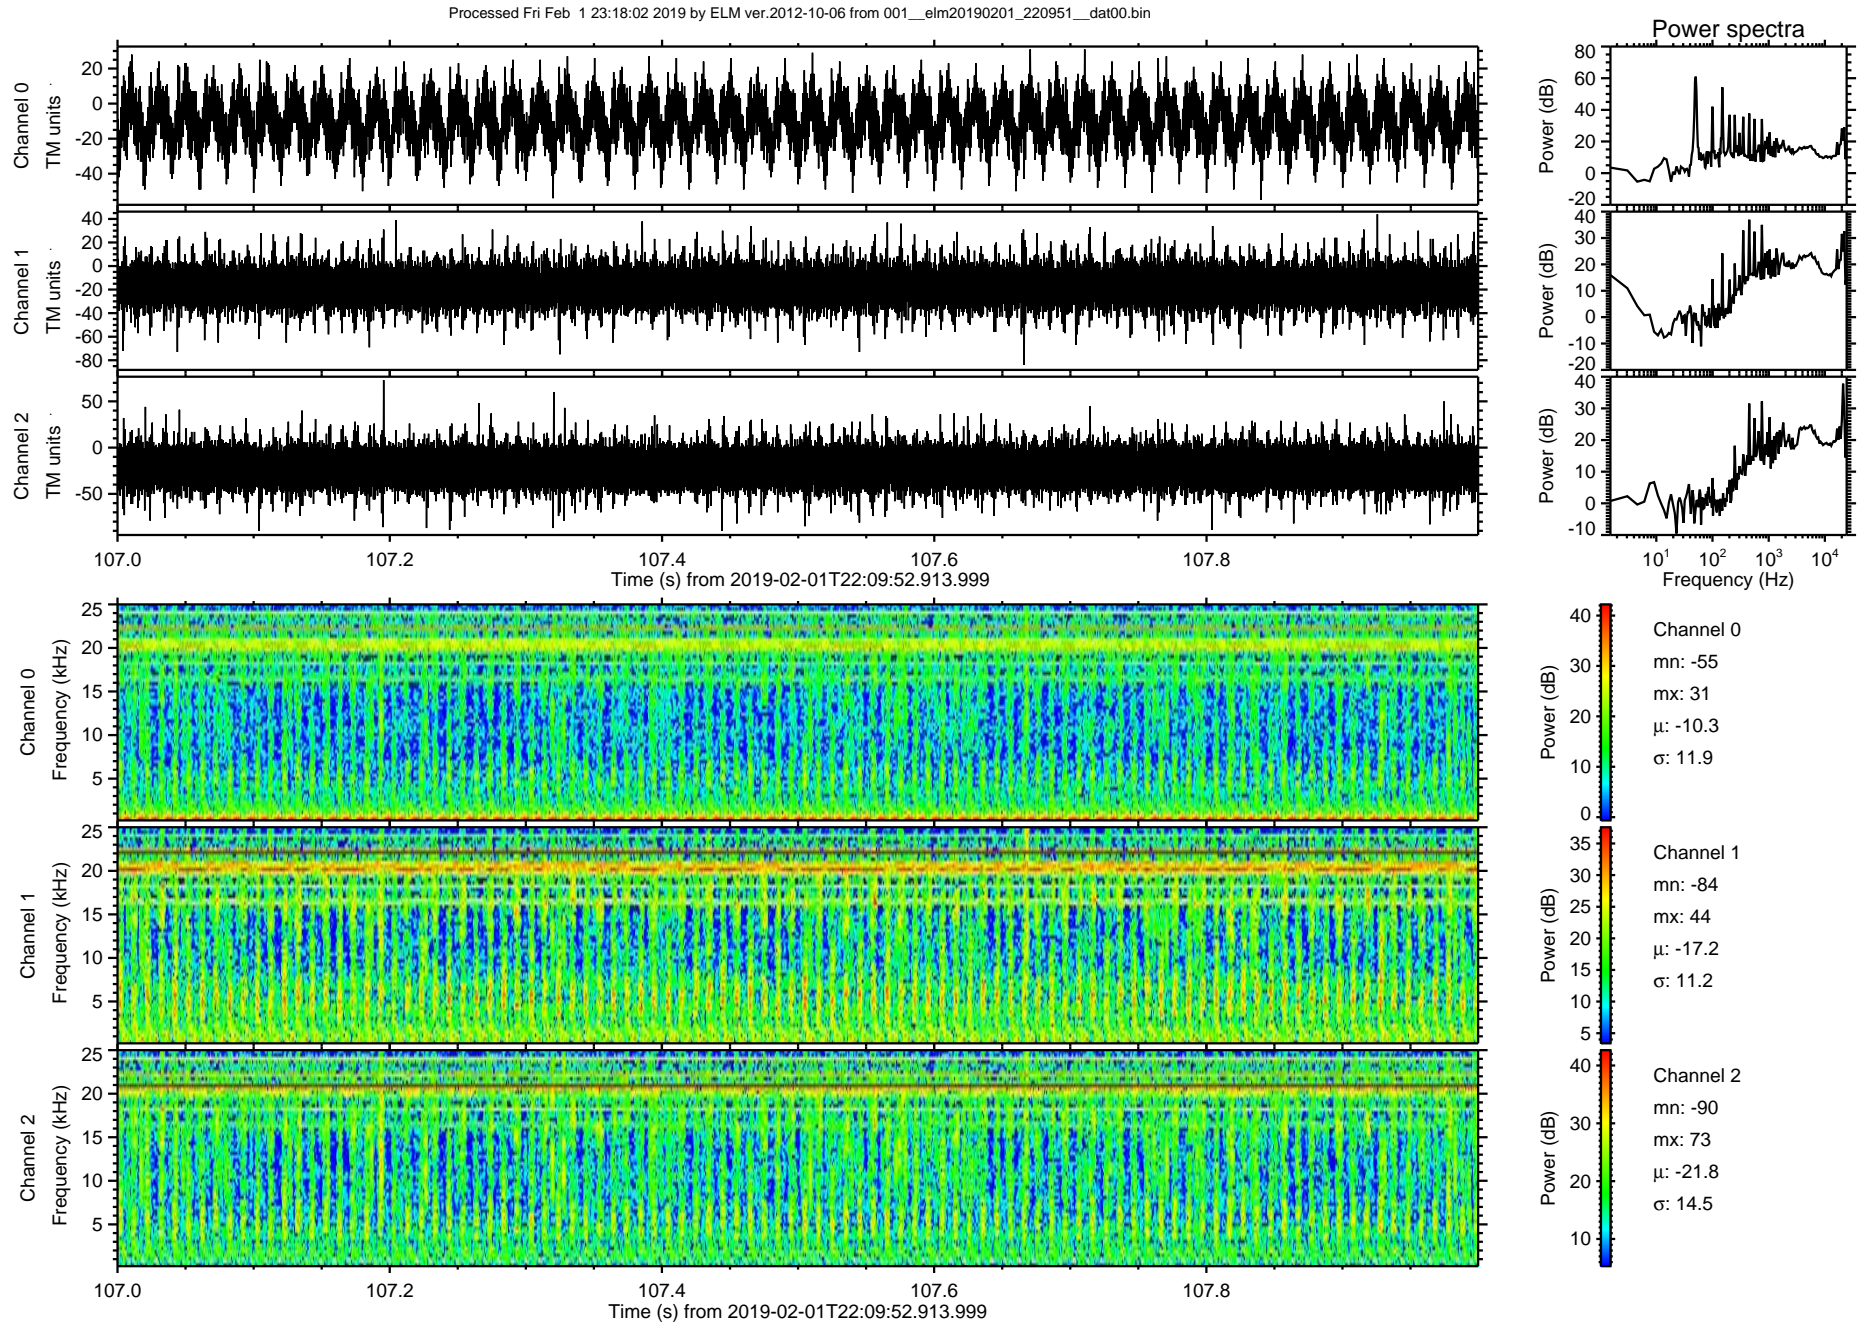 Processed Fri Feb  1 23:18:02 2019 by ELM ver.2012-10-06 from 001__elm20190201_220951__dat00.bin
Power spectra
Channel 0
TM units
20
0
-20
-40
Power (dB)
80
60
40
20
0
-20
Channel 1
TM units
40
20
0
-20
-40
-60
-80
Power (dB)
40
30
20
10
0
-10
-20
Channel 2
TM units
50
0
-50
Power (dB)
40
30
20
10
0
-10
107.0 107.2 107.4 107.6 107.8
Time (s) from 2019-02-01T22:09:52.913.999
10^1 10^2 10^3 10^4
Frequency (Hz)
Channel 0
Frequency (kHz)
25
20
15
10
5
Power (dB)
40
30
20
10
0
Channel 0
mn: -55
mx: 31
μ: -10.3
σ: 11.9
Channel 1
Frequency (kHz)
25
20
15
10
5
Power (dB)
35
30
25
20
15
10
5
Channel 1
mn: -84
mx: 44
μ: -17.2
σ: 11.2
Channel 2
Frequency (kHz)
25
20
15
10
5
Power (dB)
40
30
20
10
Channel 2
mn: -90
mx: 73
μ: -21.8
σ: 14.5
107.0 107.2 107.4 107.6 107.8
Time (s) from 2019-02-01T22:09:52.913.999